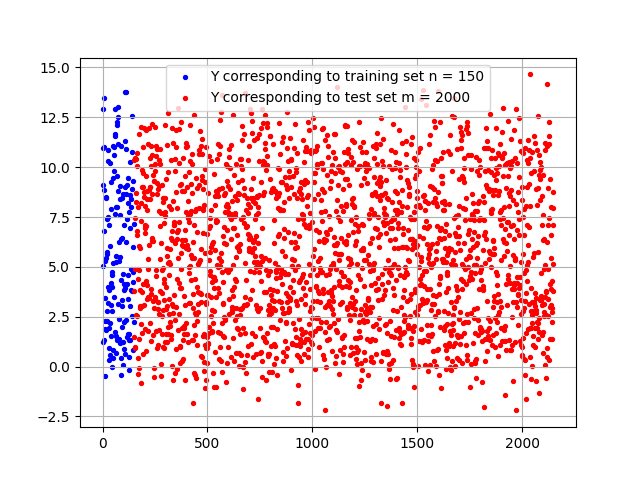 15.0
12.5
10.0
7.5
5.0
2.5
0.0
−2.5
Y corresponding to training set n = 150
Y corresponding to test set m = 2000
0 500 1000 1500 2000